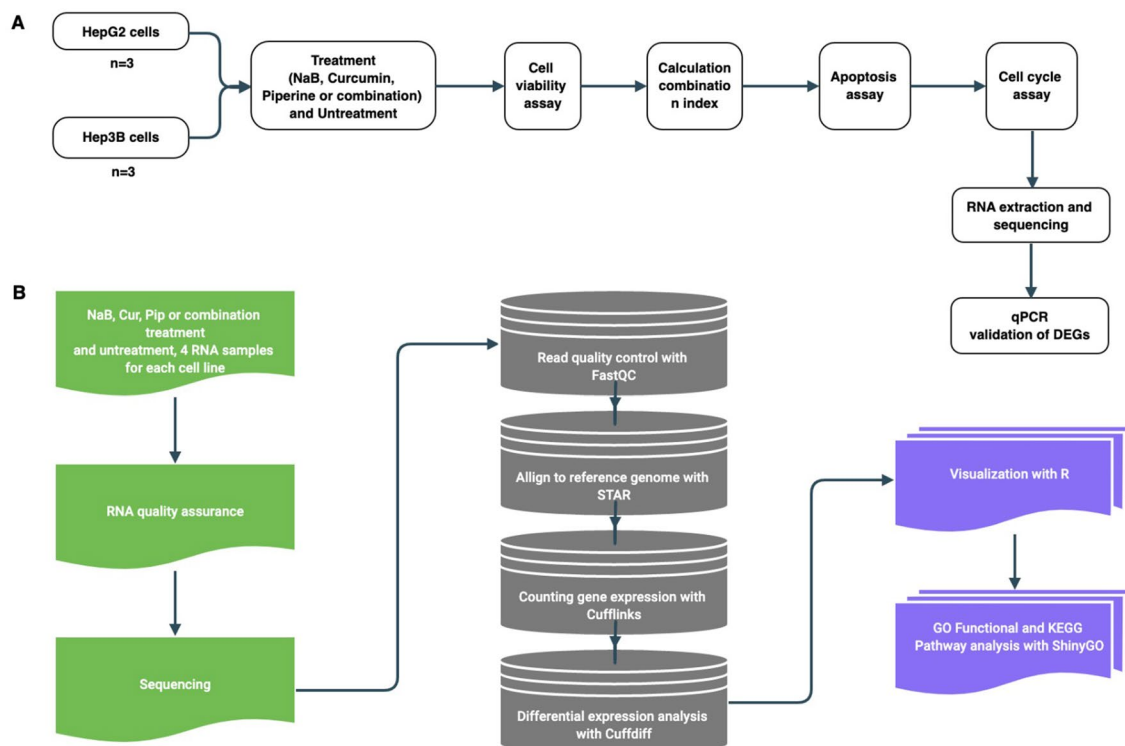 A
HepG2 cells
n=3
Hep3B cells
n=3
Treatment
(NaB, Curcumin,
Piperine or combination)
and Untreatment
Cell
viability
assay
Calculation
combinatio
n index
Apoptosis
assay
Cell cycle
assay
RNA extraction and
sequencing
qPCR
validation of DEGs
B
NaB, Cur, Pip or combination
treatment
and untreatment, 4 RNA samples
for each cell line
RNA quality assurance
Sequencing
Read quality control with
FastQC
Allign to reference genome with
STAR
Counting gene expression with
Cufflinks
Differential expression analysis
with Cuffdiff
Visualization with R
GO Functional and KEGG
Pathway analysis with ShinyGO